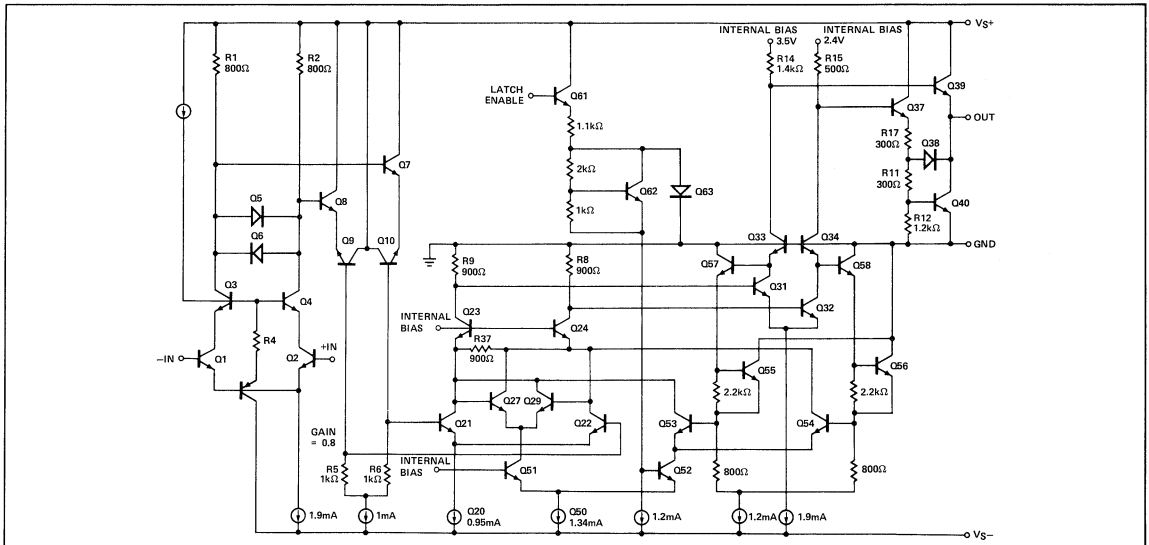 VS+
INTERNAL BIAS
3.5V
INTERNAL BIAS
2.4V
R1
800Ω
R2
800Ω
R14
1.4kΩ
R15
500Ω
LATCH
ENABLE
Q61
Q39
1.1kΩ
Q37
OUT
Q7
R17
300Ω
Q38
2kΩ
Q8
Q62
Q63
R11
300Ω
Q5
1kΩ
Q40
Q6
Q9
Q10
R12
1.2kΩ
Q33
Q34
GND
R9
900Ω
R8
900Ω
Q57
Q58
Q3
Q4
Q31
Q32
INTERNAL
BIAS
Q23
Q24
R4
R37
900Ω
–IN
Q1
Q2
+IN
Q55
Q56
2.2kΩ
2.2kΩ
Q27
Q29
Q21
Q22
Q53
Q54
GAIN
= 0.8
INTERNAL
BIAS
R5
1kΩ
R6
1kΩ
Q51
Q52
800Ω
800Ω
1.9mA
1mA
Q20
0.95mA
Q50
1.34mA
1.2mA
1.2mA
1.9mA
VS–